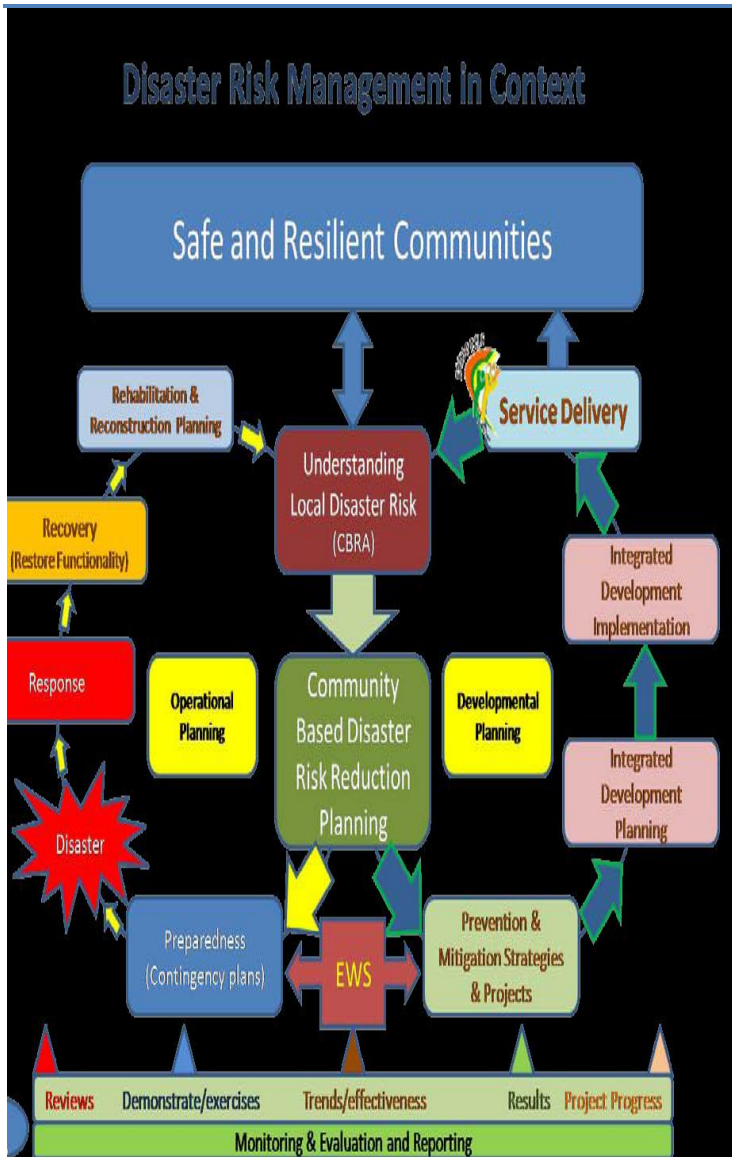 Disaster Risk Management in Context
Safe and Resilient Communities
Rehabilitation &
Reconstruction Planning
Service Delivery
Understanding
Local Disaster Risk
(CBRA)
Recovery
(Restore Functionality)
Integrated
Development
Implementation
Response
Operational
Planning
Community
Based Disaster
Risk Reduction
Planning
Developmental
Planning
Integrated
Development
Planning
Disaster
Preparedness
(Contingency plans)
EWS
Prevention &
Mitigation Strategies
& Projects
Reviews
Demonstrate/exercises
Trends/effectiveness
Results
Project Progress
Monitoring & Evaluation and Reporting